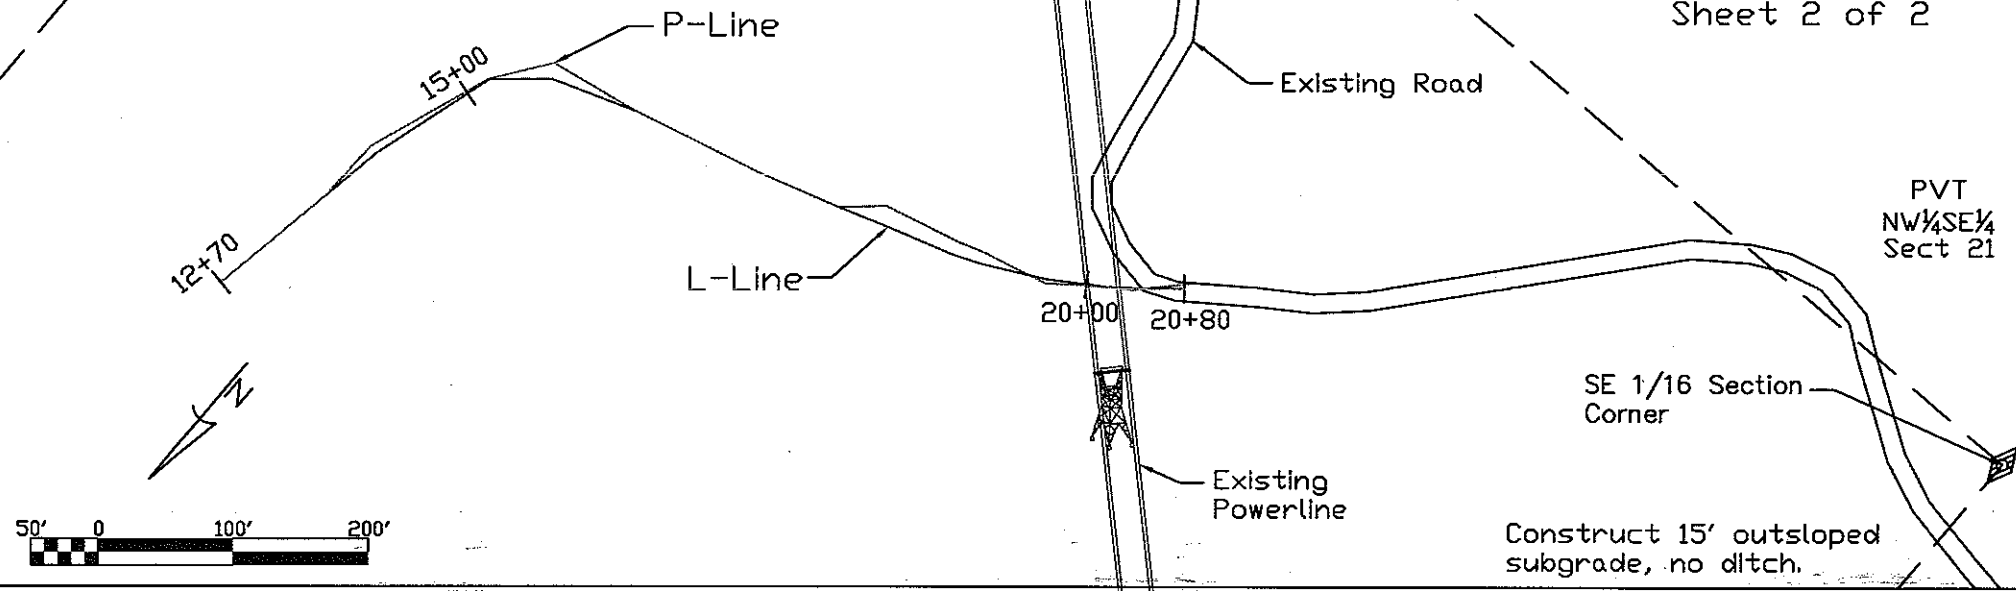 Sheet 2 of 2
P-Line
15+00
Existing Road
PVT
NW¼SE¼
Sect 21
12+70
L-Line
20+00
20+80
N
SE 1/16 Section
Corner
Existing
Powerline
50' 0 100' 200'
Construct 15' outsloped
subgrade, no ditch.